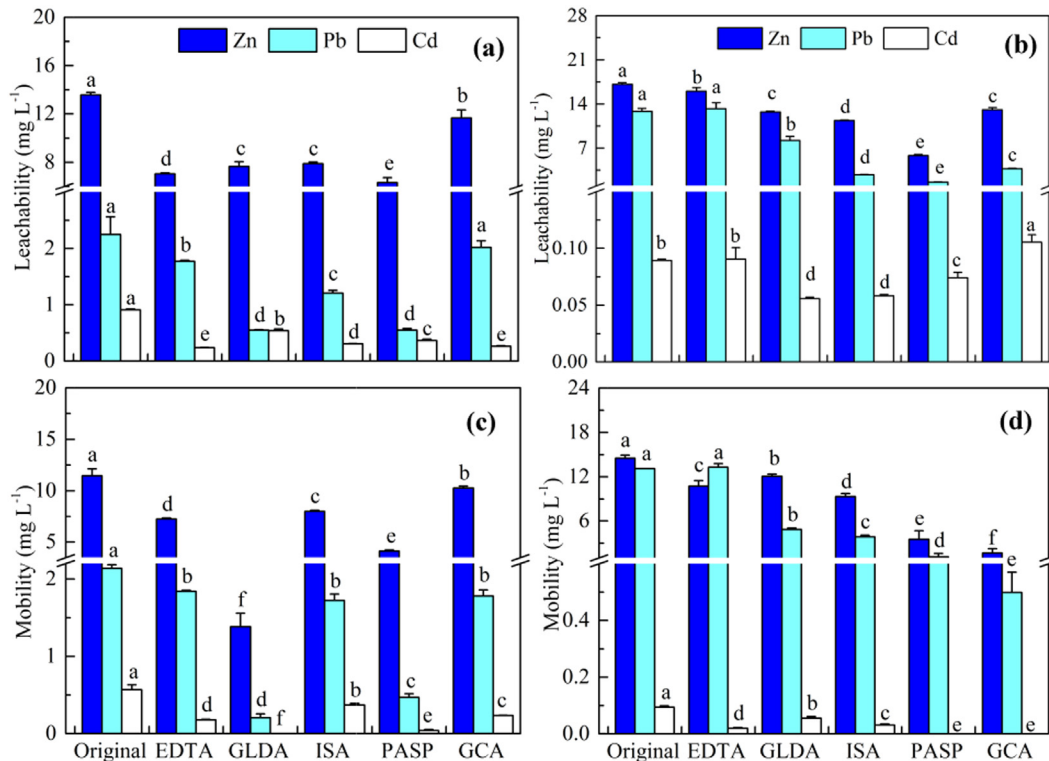 20
16
12
8
2
1
0
Leachability (mg L-1)
Zn Pb Cd
(a)
a a a
d b e
c d b
c c d
e d c
b a e
28
21
14
7
0.10
0.05
0.00
Leachability (mg L-1)
Zn Pb Cd
(b)
a a b
b a b
c b e
d d d
e e c
c c a
20
15
10
5
2
1
0
Mobility (mg L-1)
(c)
a a a
d b d
f d f
c b b
e c e
b b c
Original EDTA GLDA ISA PASP GCA
24
18
12
6
0.4
0.2
0.0
Mobility (mg L-1)
(d)
a a a
c a d
b b b
d c c
e d e
f e e
Original EDTA GLDA ISA PASP GCA